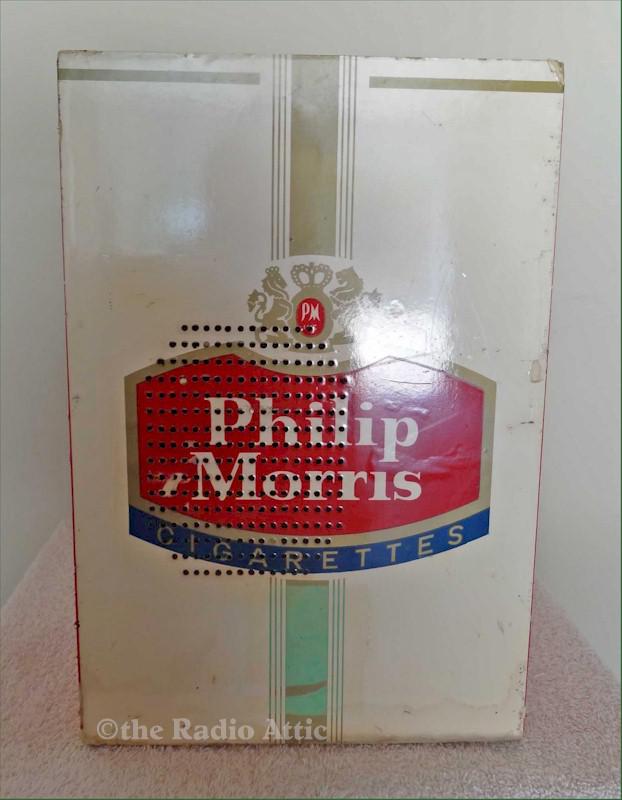 PM
Philip
Morris
CIGARETTES
©the Radio Attic